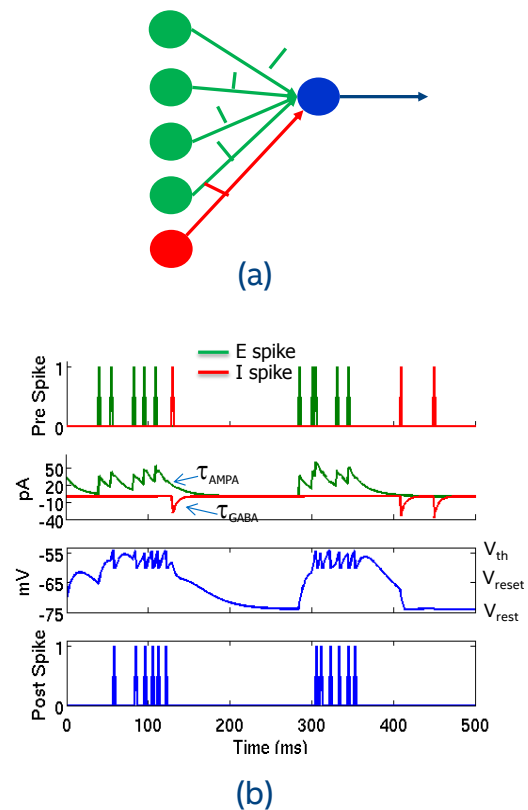 (a)
E spike
I spike
Pre Spike
1
0
pA
50
20
-10
-40
τAMPA
τGABA
mV
-55
-65
-75
Vth
Vreset
Vrest
Post Spike
1
0
0 100 200 300 400 500
Time (ms)
(b)